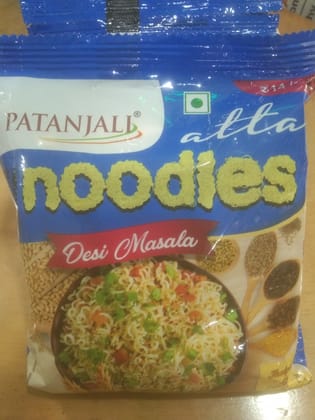 PATANJALI®
atta
noodles
Desi Masala